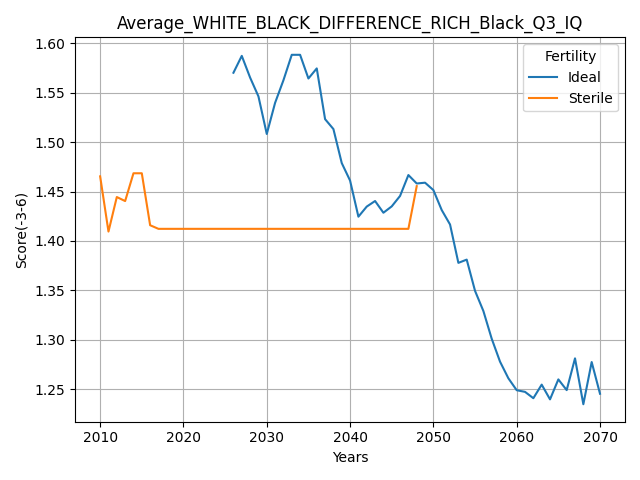 Average_WHITE_BLACK_DIFFERENCE_RICH_Black_Q3_IQ
Score(-3-6)
1.60
1.55
1.50
1.45
1.40
1.35
1.30
1.25
Fertility
Ideal
Sterile
2010
2020
2030
2040
2050
2060
2070
Years